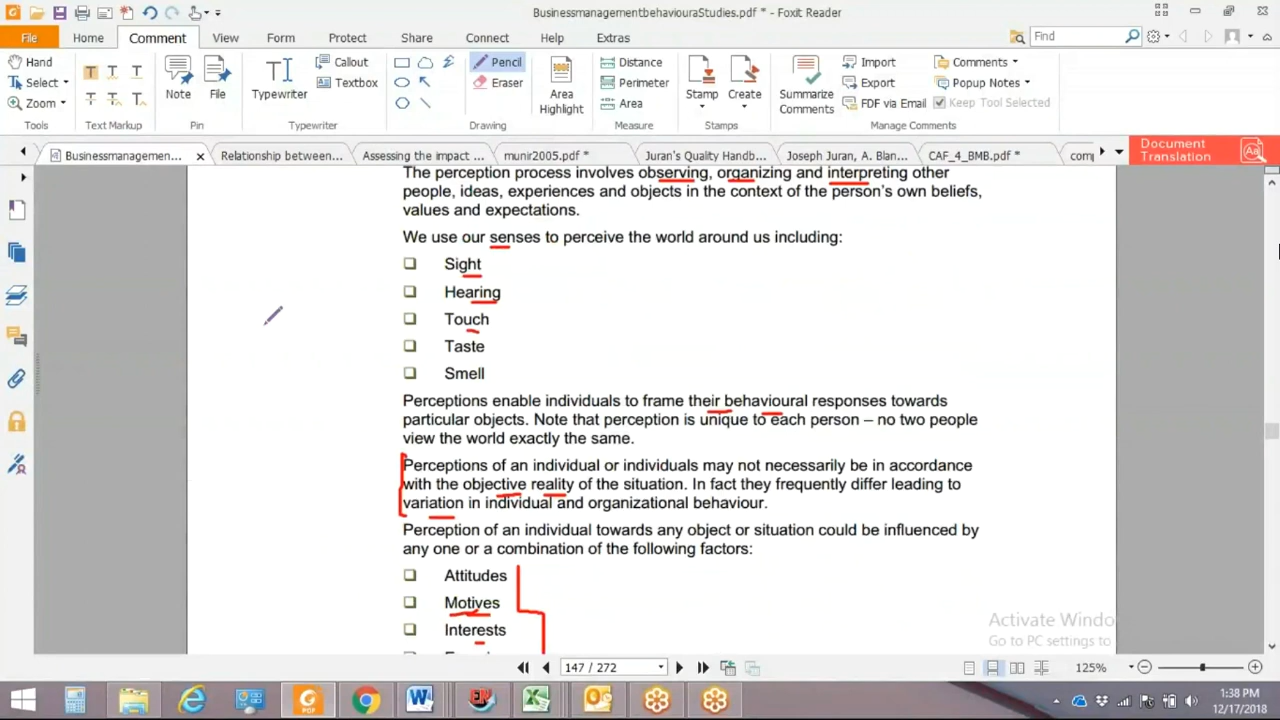 BusinessmanagementbehaviouraStudies.pdf * - Foxit Reader
File Home Comment View Form Protect Share Connect Help Extras Find
Hand
Select
Zoom
Tools
T T T
T T T
Text Markup
Note
File
Pin
Typewriter
Callout
Textbox
Typewriter
Pencil
Eraser
Area
Highlight
Drawing
Distance
Perimeter
Area
Measure
Stamp
Create
Stamps
Summarize
Comments
Import
Export
FDF via Email
Comments
Popup Notes
Keep Tool Selected
Manage Comments
Businessmanagemen... Relationship between... Assessing the impact ... munir2005.pdf * Juran's Quality Handb... Joseph Juran, A. Blan... CAF_4_BMB.pdf * comp
Document
Translation
The perception process involves observing, organizing and interpreting other
people, ideas, experiences and objects in the context of the person's own beliefs,
values and expectations.
We use our senses to perceive the world around us including:
Sight
Hearing
Touch
Taste
Smell
Perceptions enable individuals to frame their behavioural responses towards
particular objects. Note that perception is unique to each person – no two people
view the world exactly the same.
Perceptions of an individual or individuals may not necessarily be in accordance
with the objective reality of the situation. In fact they frequently differ leading to
variation in individual and organizational behaviour.
Perception of an individual towards any object or situation could be influenced by
any one or a combination of the following factors:
Attitudes
Motives
Interests
Activate Windo
Go to PC settings to
147 / 272
125%
PDF
1:38 PM
12/17/2018